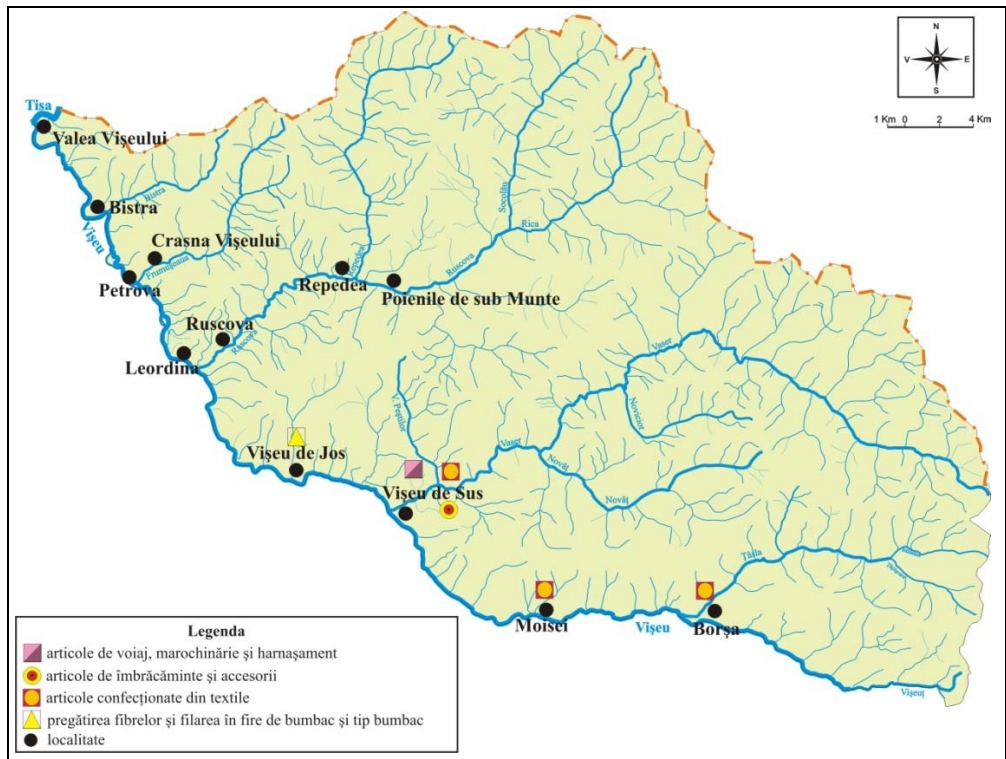 N
V E
S
1 Km 0 2 4 Km
Tisa
Valea Vişeului
Bistra
Bistra
Vişeu
Crasna Vişeului
Frumuşeaua
Petrova
Repedea
Repedea
Socolău
Rica
Ruscova
Poienile de sub Munte
Ruscova
Ruscova
Leordina
Vaser
V. Peştilor
Novicior
Vişeu de Jos
Vaser
Novăţ
Vişeu de Sus
Novăţ
Ţâşla
Moisei
Vişeu
Borşa
Vişeuţ
Legenda
articole de voiaj, marochinărie şi harnaşament
articole de îmbrăcăminte şi accesorii
articole confecţionate din textile
pregătirea fibrelor şi filarea în fire de bumbac şi tip bumbac
localitate